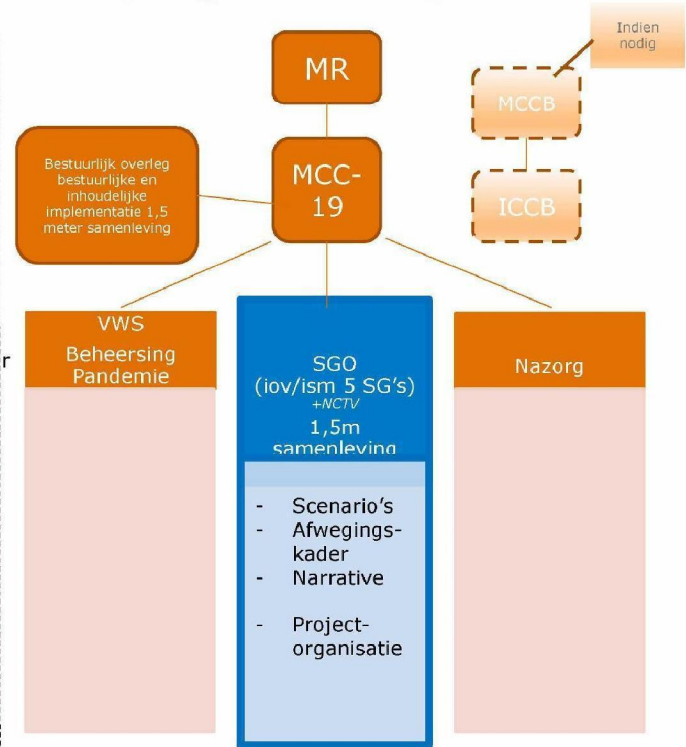 Indien
nodig
MR
MCCB
MCC-
19
Bestuurlijk overleg
bestuurlijke en
inhoudelijke
implementatie 1,5
meter samenleving
ICCB
VWS
Beheersing
Pandemie
r
SGO
(iov/ism 5 SG's)
+NCTV
1,5m
samenleving
Nazorg
- Scenario's
- Afwegings-
kader
- Narrative
- Project-
organisatie